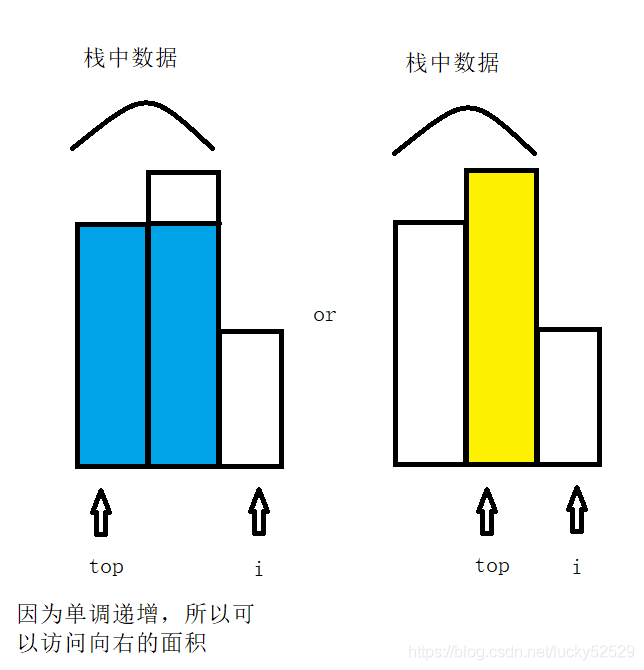 栈中数据
栈中数据
or
top
i
top
i
因为单调递增，所以可
以访问向右的面积
https://blog.csdn.net/lucky52529